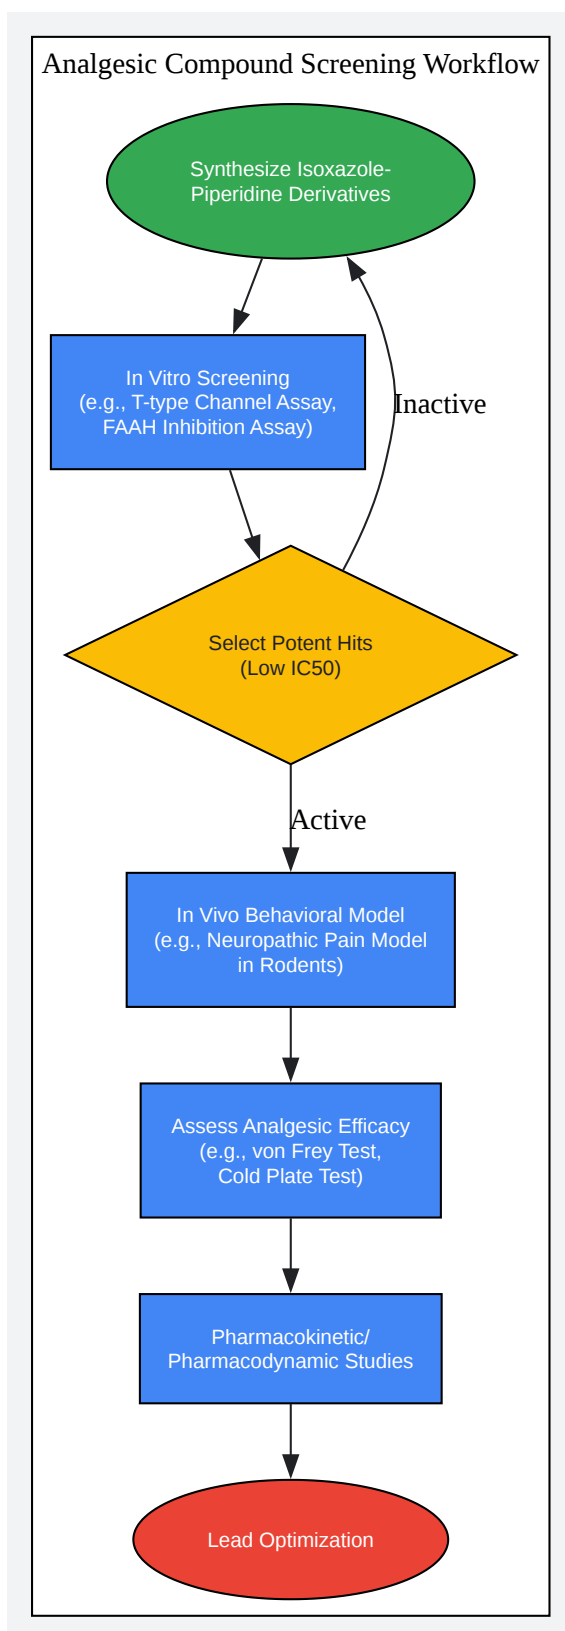 Analgesic Compound Screening Workflow
Synthesize Isoxazole-
Piperidine Derivatives
In Vitro Screening
(e.g., T-type Channel Assay,
FAAH Inhibition Assay)
Inactive
Select Potent Hits
(Low IC50)
Active
In Vivo Behavioral Model
(e.g., Neuropathic Pain Model
in Rodents)
Assess Analgesic Efficacy
(e.g., von Frey Test,
Cold Plate Test)
Pharmacokinetic/
Pharmacodynamic Studies
Lead Optimization